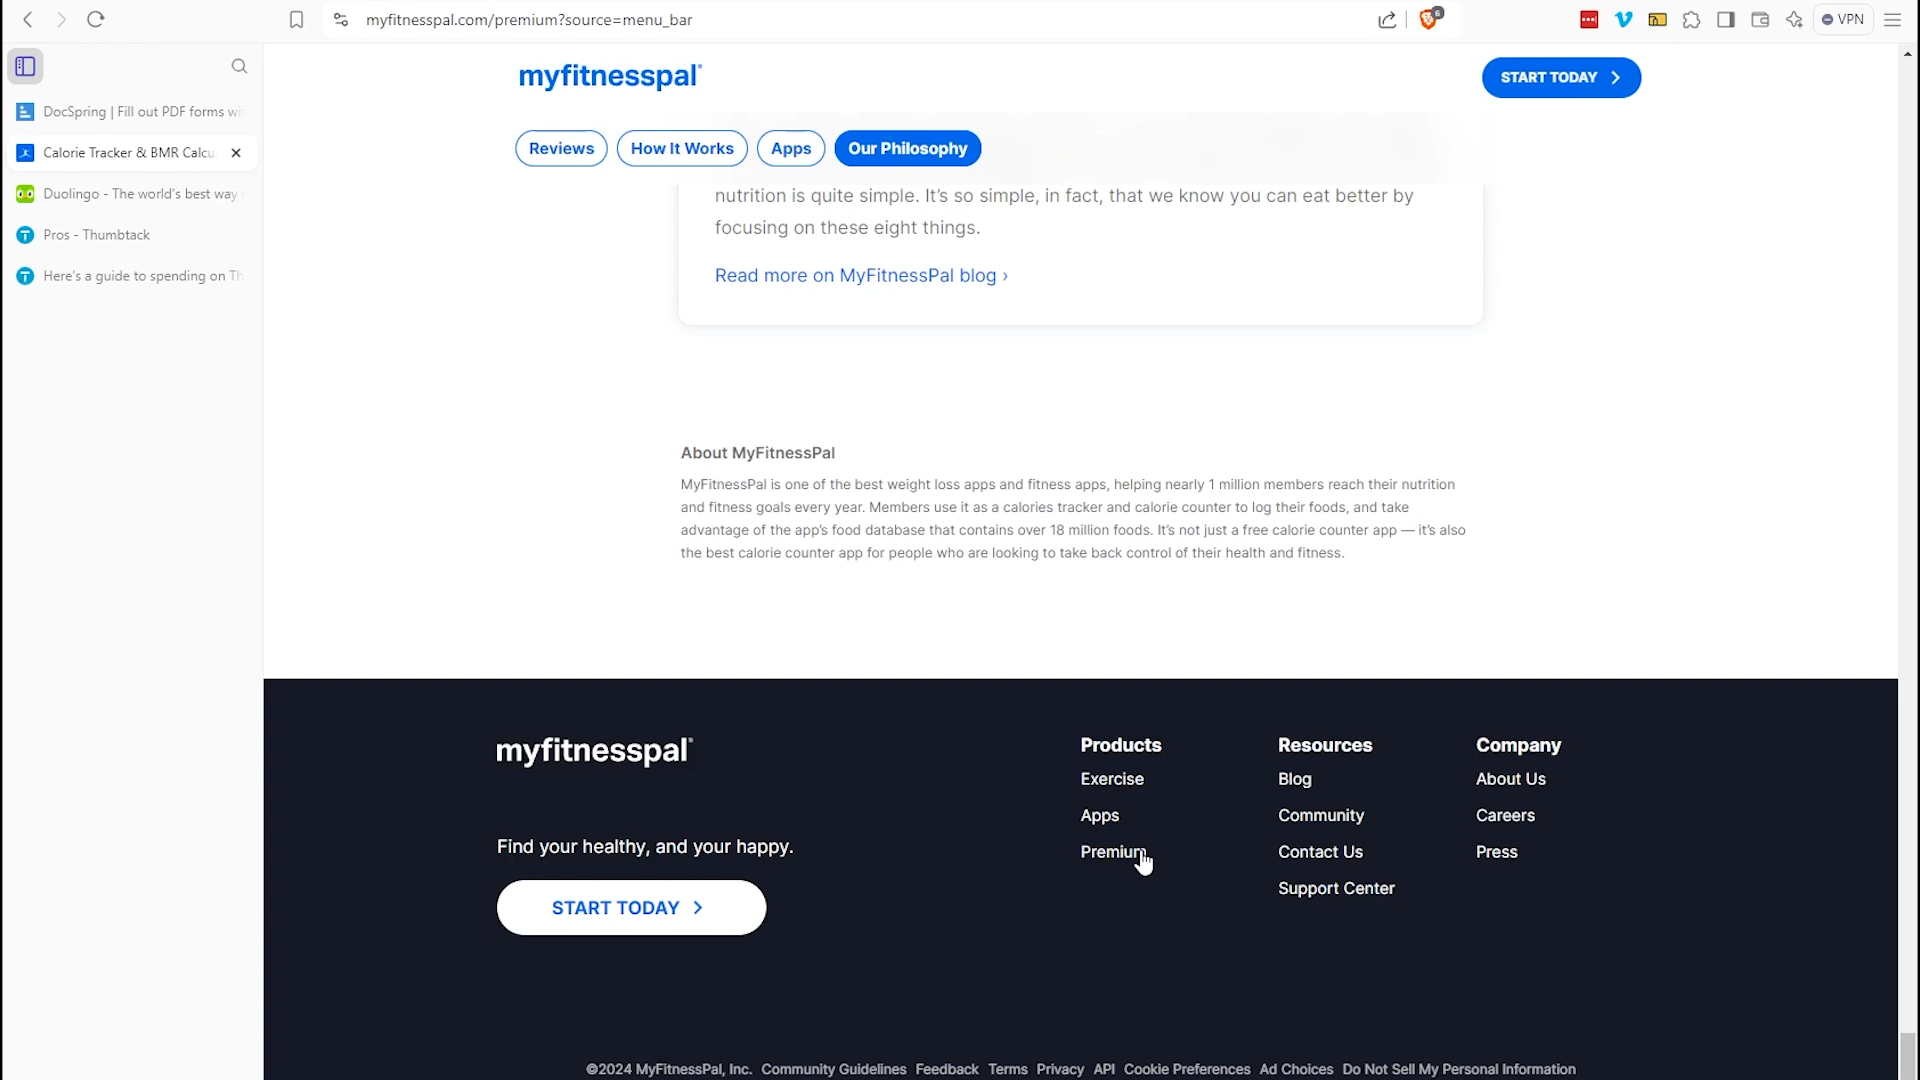 myfitnesspal.com/premium?source=menu_bar
6
VPN
DocSpring | Fill out PDF forms
Calorie Tracker & BMR Calcu
Duolingo - The world's best way
Pros - Thumbtack
Here's a guide to spending on Th
myfitnesspal
START TODAY >
Reviews How It Works Apps Our Philosophy
nutrition is quite simple. It's so simple, in fact, that we know you can eat better by
focusing on these eight things.
Read more on MyFitnessPal blog ›
About MyFitnessPal
MyFitnessPal is one of the best weight loss apps and fitness apps, helping nearly 1 million members reach their nutrition
and fitness goals every year. Members use it as a calories tracker and calorie counter to log their foods, and take
advantage of the app's food database that contains over 18 million foods. It's not just a free calorie counter app — it's also
the best calorie counter app for people who are looking to take back control of their health and fitness.
myfitnesspal
Find your healthy, and your happy.
START TODAY >
Products
Exercise
Apps
Premium
Resources
Blog
Community
Contact Us
Support Center
Company
About Us
Careers
Press
©2024 MyFitnessPal, Inc. Community Guidelines Feedback Terms Privacy API Cookie Preferences Ad Choices Do Not Sell My Personal Information